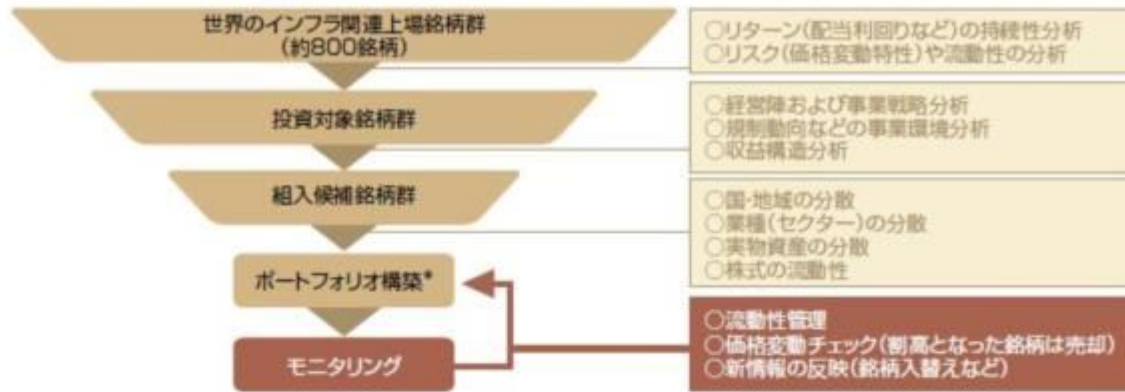 世界のインフラ関連上場銘柄群
(約800銘柄)
○リターン(配当利回りなど)の持続性分析
○リスク(価格変動特性)や流動性の分析
投資対象銘柄群
○経営陣および事業戦略分析
○規制動向などの事業環境分析
○収益構造分析
組入候補銘柄群
○国・地域の分散
○業種(セクター)の分散
○実物資産の分散
○株式の流動性
ポートフォリオ構築*
モニタリング
○流動性管理
○価格変動チェック(割高となった銘柄は売却)
○新情報の反映(銘柄入替えなど)